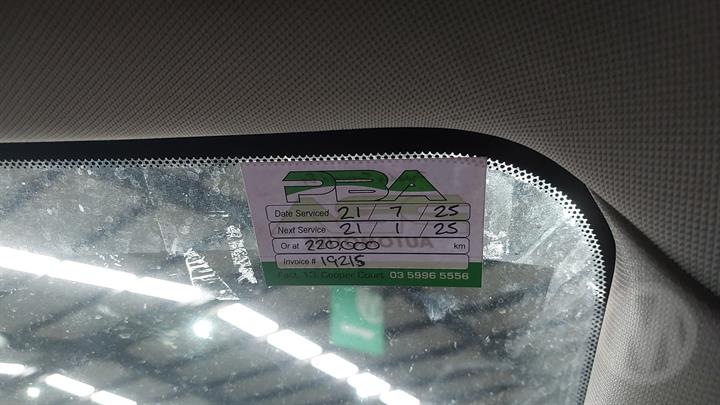 PBA
Date Serviced 21 / 7 / 25
Next Service 21 / 1 / 25
Or at 220,000 km
Invoice # 19215
Fact. 13, Cooper Court 03 5996 5556